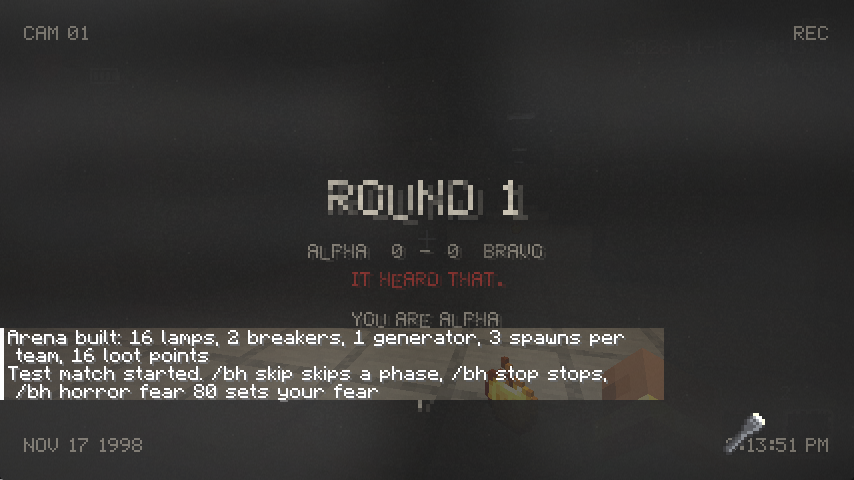 CAM 01
REC
ROUND 1
ALPHA 0 - 0 BRAVO
IT HEARD THAT.
YOU ARE ALPHA
Arena built: 16 lamps, 2 breakers, 1 generator, 3 spawns per
team, 16 loot points
Test match started. /bh skip skips a phase, /bh stop stops,
/bh horror fear 80 sets your fear
NOV 17 1998
:13:51 PM